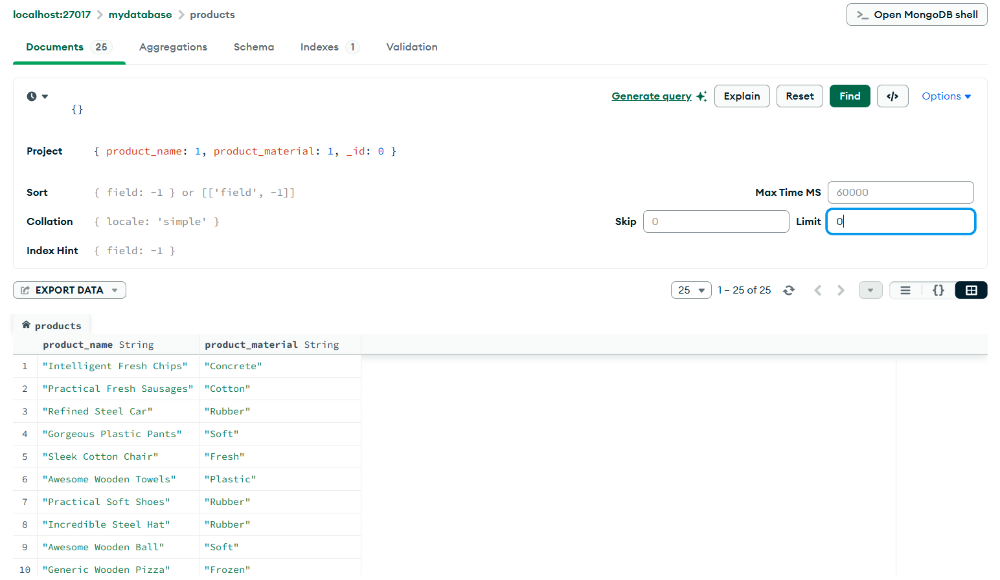 localhost:27017 mydatabase products
>_ Open MongoDB shell
Documents 25 Aggregations Schema Indexes 1 Validation
Generate query Explain Reset Find </> Options
{}
Project { product_name: 1, product_material: 1, _id: 0 }
Sort { field: -1 } or [['field', -1]] Max Time MS 60000
Collation { locale: 'simple' } Skip 0 Limit 0
Index Hint { field: -1 }
EXPORT DATA 25 1 – 25 of 25 {}
products
product_name String product_material String
1 "Intelligent Fresh Chips" "Concrete"
2 "Practical Fresh Sausages" "Cotton"
3 "Refined Steel Car" "Rubber"
4 "Gorgeous Plastic Pants" "Soft"
5 "Sleek Cotton Chair" "Fresh"
6 "Awesome Wooden Towels" "Plastic"
7 "Practical Soft Shoes" "Rubber"
8 "Incredible Steel Hat" "Rubber"
9 "Awesome Wooden Ball" "Soft"
10 "Generic Wooden Pizza" "Frozen"